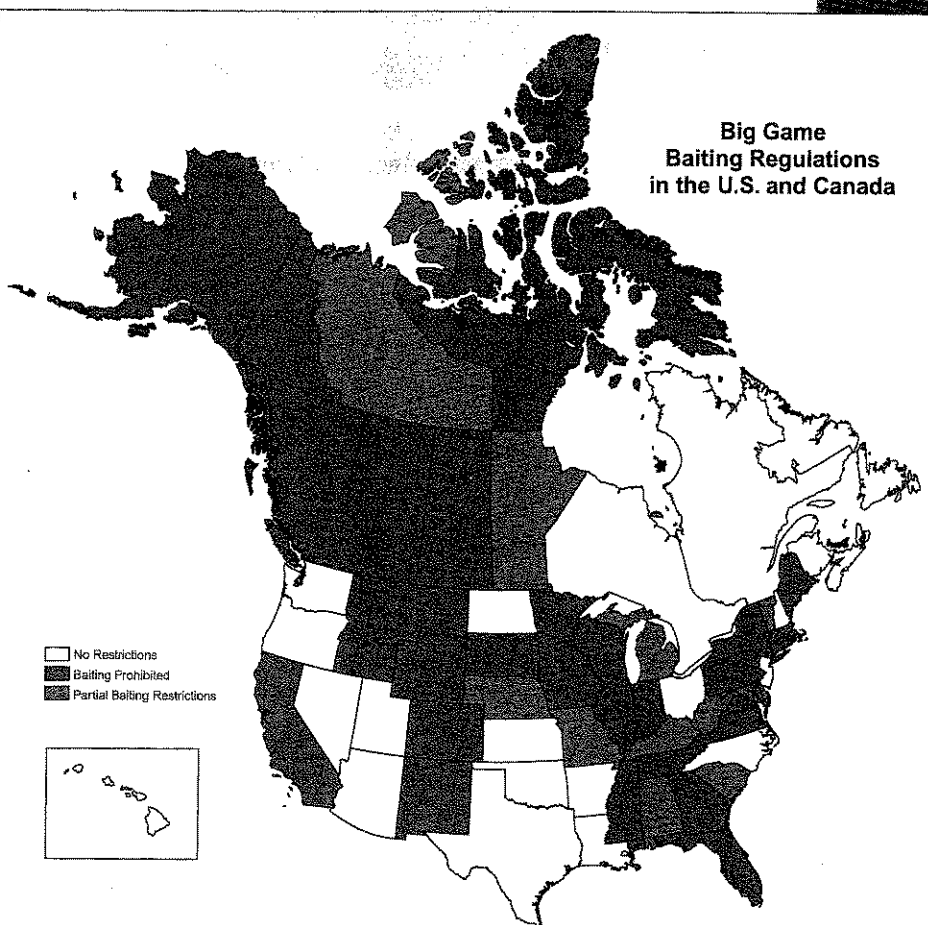 Big Game
Baiting Regulations
in the U.S. and Canada
No Restrictions
Baiting Prohibited
Partial Baiting Restrictions